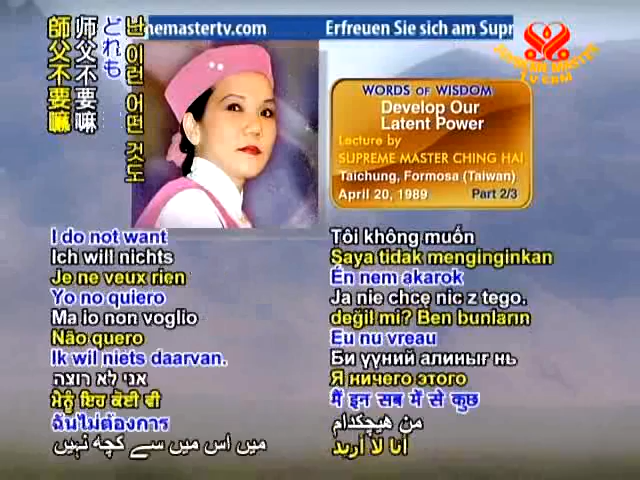 師父不要嘛
师父不要嘛
どれも
난 이런 어떤 것도
nemastertv.com
Erfreuen Sie sich am Supr
SUPREME MASTER
TV.COM
WORDS OF WISDOM
Develop Our
Latent Power
Lecture by
SUPREME MASTER CHING HAI
Taichung, Formosa (Taiwan)
April 20, 1989
Part 2/3
I do not want
Ich will nichts
Je ne veux rien
Yo no quiero
Ma io non voglio
Não quero
Ik wil niets daarvan.
אני לא רוצה
ਮੈਨੂੰ ਇਹ ਕੋਈ ਵੀ
ฉันไม่ต้องการ
میں اس میں سے کچھ نہیں
Tôi không muốn
Saya tidak menginginkan
Én nem akarok
Ja nie chcę nic z tego.
değil mi? Ben bunların
Eu nu vreau
Би үүний алиныг нь
Я ничего этого
मैं इन सब में से कुछ
من هیچکدام
أنا لا أريد